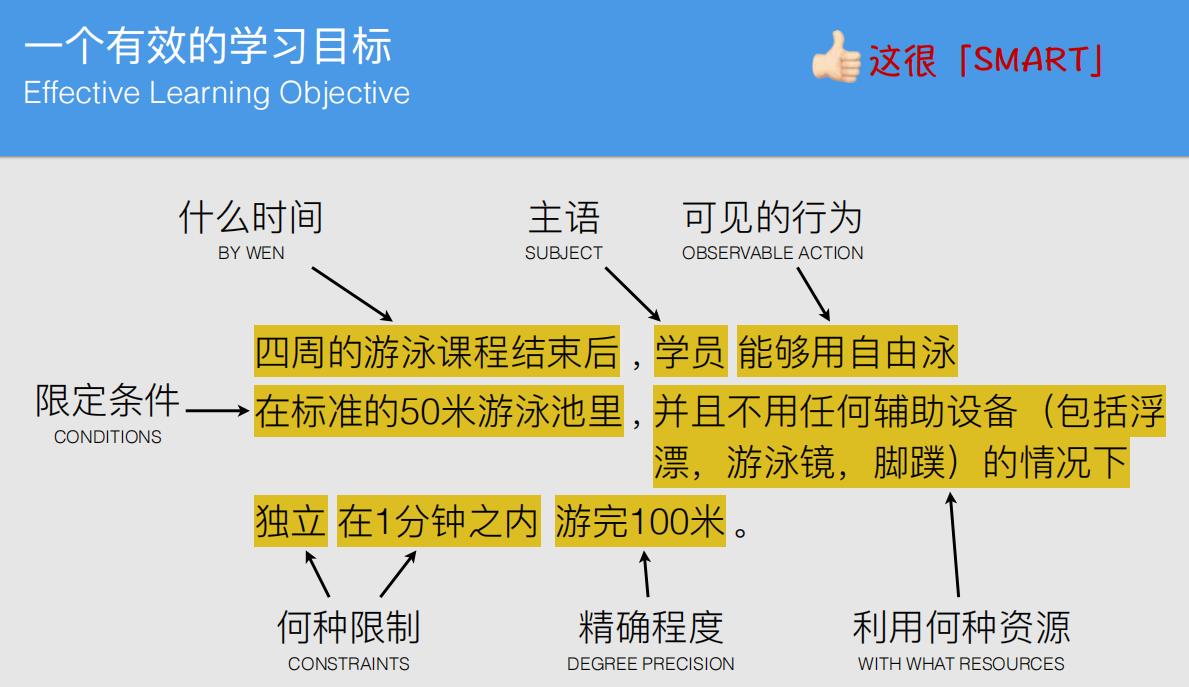 一个有效的学习目标
Effective Learning Objective
这很「SMART」
什么时间
BY WEN
主语
SUBJECT
可见的行为
OBSERVABLE ACTION
四周的游泳课程结束后，学员 能够用自由泳
限定条件
CONDITIONS
在标准的50米游泳池里，并且不用任何辅助设备（包括浮
漂，游泳镜，脚蹼）的情况下
独立 在1分钟之内 游完100米。
何种限制
CONSTRAINTS
精确程度
DEGREE PRECISION
利用何种资源
WITH WHAT RESOURCES